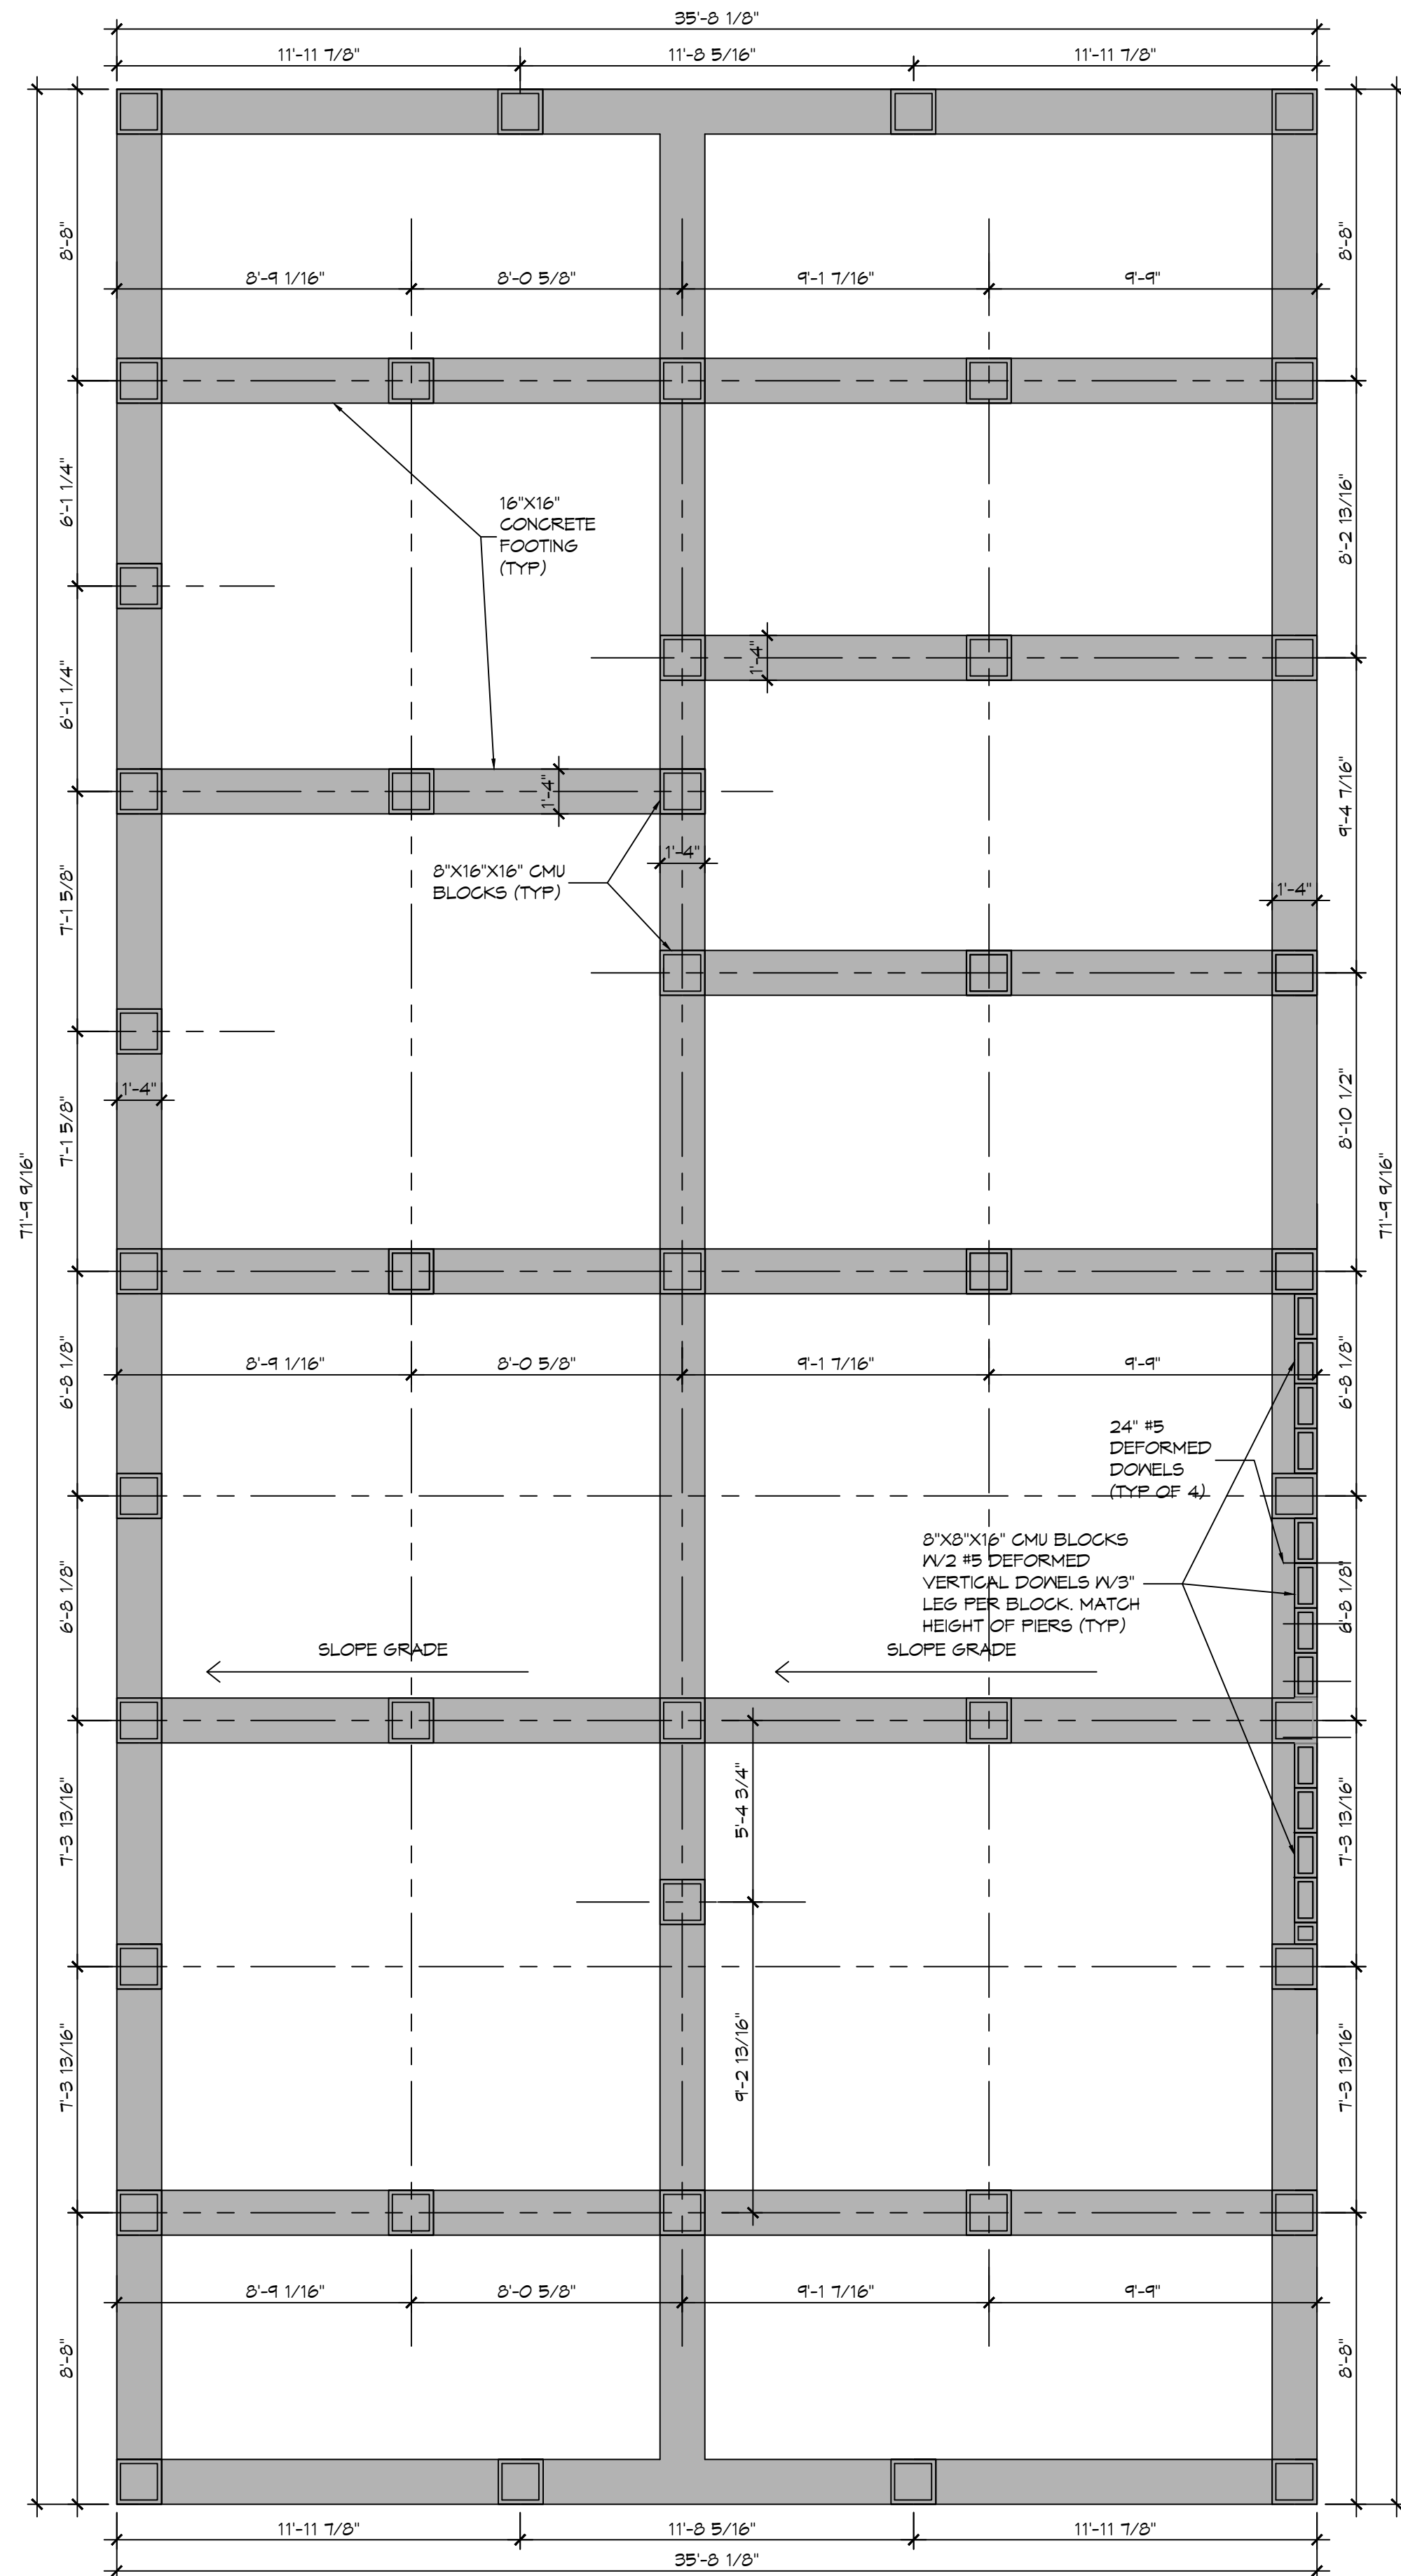 35'-8 1/8"
11'-11 7/8" 11'-8 5/16" 11'-11 7/8"
8'-8" 8'-8"
8'-9 1/16" 8'-0 5/8" 9'-1 7/16" 9'-9"
6'-1 1/4" 8'-2 13/16"
16"X16"
CONCRETE
FOOTING
(TYP)
1'-4"
6'-1 1/4"
1'-4"
9'-4 7/16"
1'-4"
8"X16"X16" CMU
BLOCKS (TYP)
1'-4"
7'-1 5/8"
1'-4"
7'-1 5/8" 8'-10 1/2"
71'-9 9/16" 71'-9 9/16"
8'-9 1/16" 8'-0 5/8" 9'-1 7/16" 9'-9"
6'-8 1/8" 6'-8 1/8"
24" #5
DEFORMED
DOWELS
(TYP OF 4)
8"X8"X16" CMU BLOCKS
W/2 #5 DEFORMED
VERTICAL DOWELS W/3"
LEG PER BLOCK. MATCH
HEIGHT OF PIERS (TYP)
6'-8 1/8" 6'-8 1/8"
SLOPE GRADE SLOPE GRADE
5'-4 3/4"
7'-3 13/16" 7'-3 13/16"
9'-2 13/16"
7'-3 13/16" 7'-3 13/16"
8'-9 1/16" 8'-0 5/8" 9'-1 7/16" 9'-9"
8'-8" 8'-8"
11'-11 7/8" 11'-8 5/16" 11'-11 7/8"
35'-8 1/8"